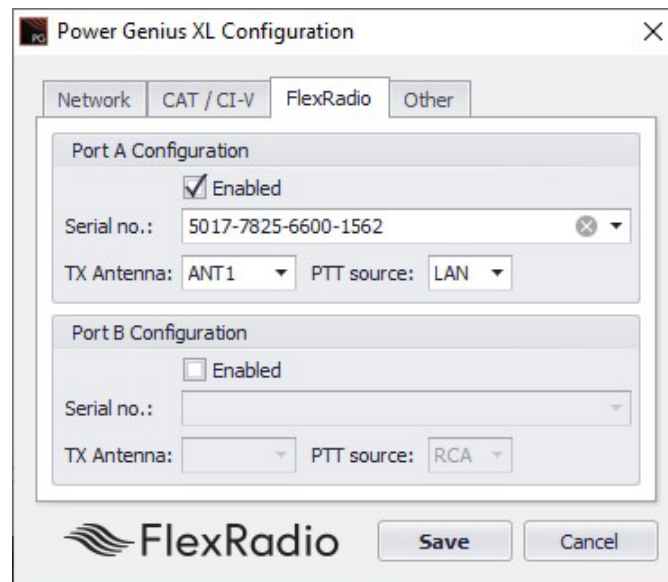 PG
Power Genius XL Configuration
Network CAT / CI-V FlexRadio Other
Port A Configuration
Enabled
Serial no.: 5017-7825-6600-1562
TX Antenna: ANT1 PTT source: LAN
Port B Configuration
Enabled
Serial no.:
TX Antenna: PTT source: RCA
FlexRadio Save Cancel